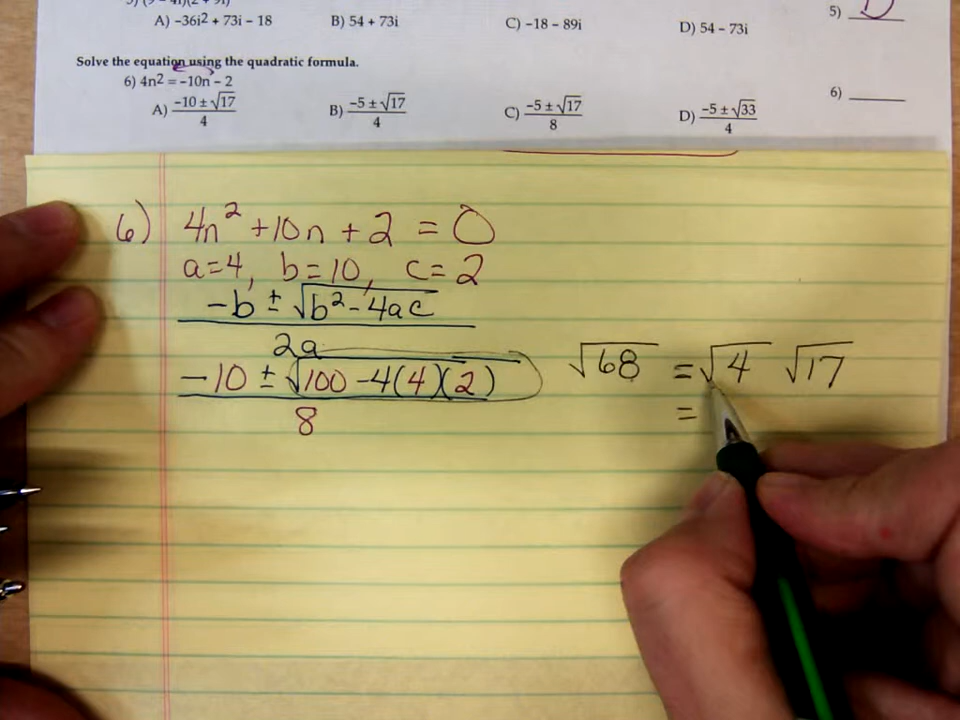 A) −36i² + 73i − 18 B) 54 + 73i C) −18 − 89i D) 54 − 73i 5) D
Solve the equation using the quadratic formula.
6) 4n² = −10n − 2
A) (−10 ± √17)/4 B) (−5 ± √17)/4 C) (−5 ± √17)/8 D) (−5 ± √33)/4 6) ____
6) 4n² + 10n + 2 = 0
a=4, b=10, c=2
−b ± √b² − 4ac
2a
−10 ± √100 − 4(4)(2) √68 = √4 √17
8 =